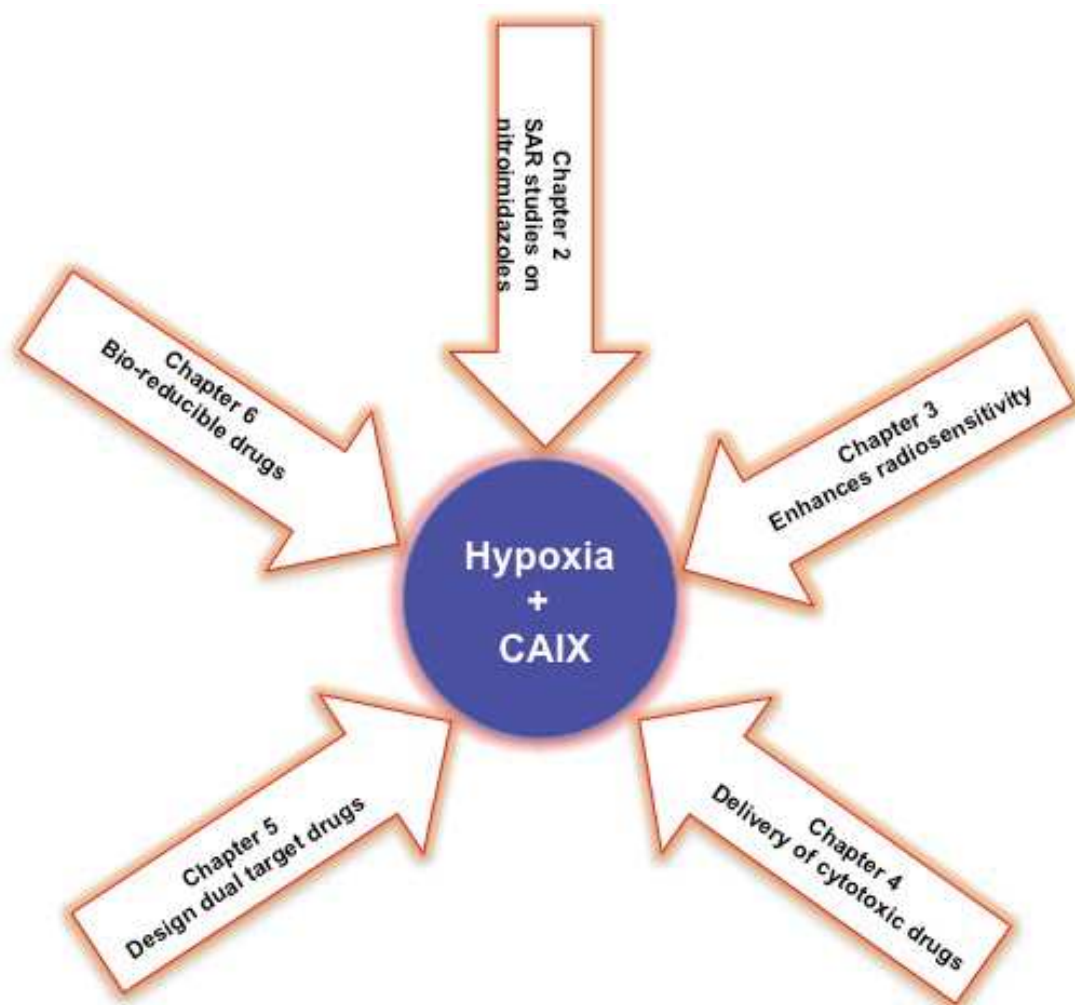 Chapter 2
SAR studies on
nitroimidazoles
Chapter 3
Enhances radiosensitivity
Chapter 4
Delivery of cytotoxic drugs
Chapter 5
Design dual target drugs
Chapter 6
Bio-reducible drugs
Hypoxia
+
CAIX